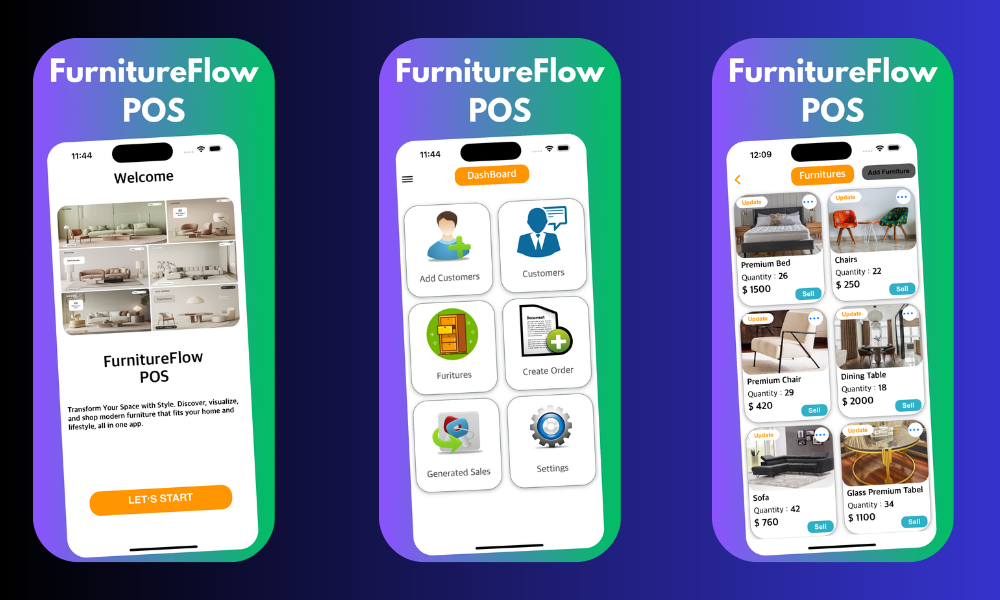 FurnitureFlow
POS
11:44
Welcome
FurnitureFlow
POS
Transform Your Space with Style. Discover, visualize,
and shop modern furniture that fits your home and
lifestyle, all in one app.
LET'S START
FurnitureFlow
POS
11:44
DashBoard
Add Customers
Customers
Document
Furitures
Create Order
Generated Sales
Settings
FurnitureFlow
POS
12:09
Furnitures
Add Furniture
Update
Premium Bed
Quantity : 26
$ 1500
Sell
Update
Chairs
Quantity : 22
$ 250
Sell
Update
Premium Chair
Quantity : 29
$ 420
Sell
Update
Dining Table
Quantity : 18
$ 2000
Sell
Update
Sofa
Quantity : 42
$ 760
Sell
Update
Glass Premium Tabel
Quantity : 34
$ 1100
Sell